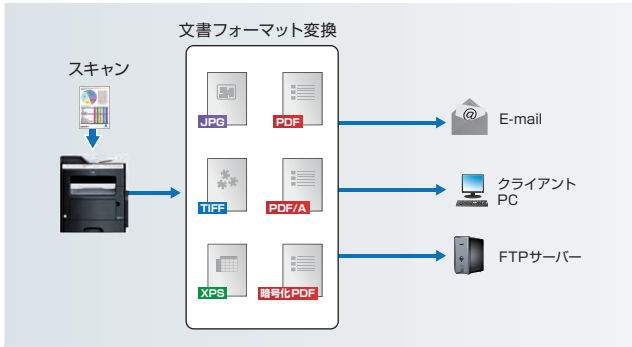 文書フォーマット変換
スキャン
JPG
PDF
E-mail
TIFF
PDF/A
クライアント
PC
XPS
暗号化PDF
FTPサーバー
@